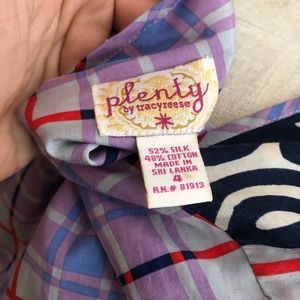 plenty
by tracyreese
52% SILK
48% COTTON
MADE IN
SRI LANKA
4
R.N.# 81913